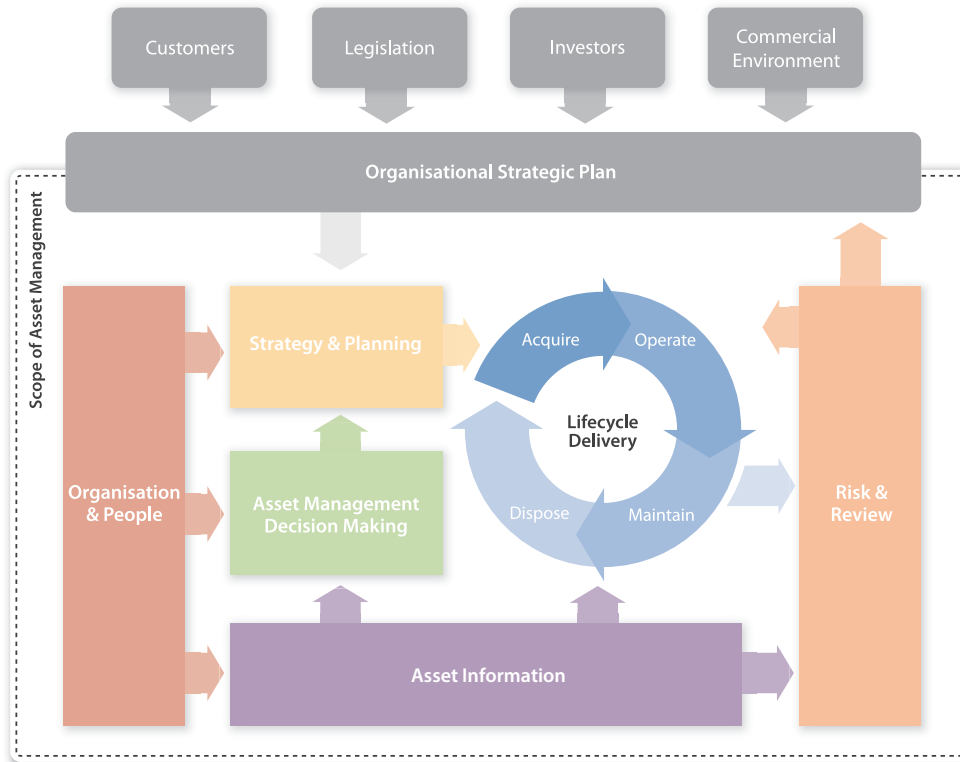 Customers
Legislation
Investors
Commercial
Environment
Organisational Strategic Plan
Scope of Asset Management
Strategy & Planning
Acquire
Operate
Lifecycle
Delivery
Organisation
& People
Asset Management
Decision Making
Dispose
Maintain
Risk &
Review
Asset Information